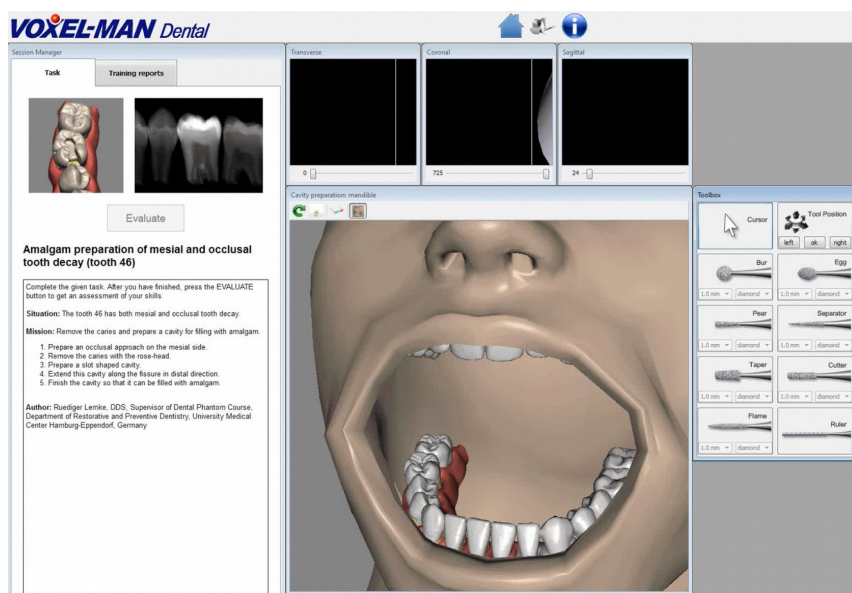 VOXEL-MAN Dental
Session Manager
Task
Training reports
Evaluate
Amalgam preparation of mesial and occlusal
tooth decay (tooth 46)
Complete the given task. After you have finished, press the EVALUATE
button to get an assessment of your skills.
Situation: The tooth 46 has both mesial and occlusal tooth decay.
Mission: Remove the caries and prepare a cavity for filling with amalgam.
1. Prepare an occlusal approach on the mesial side.
2. Remove the caries with the rose-head.
3. Prepare a slot shaped cavity.
4. Extend this cavity along the fissure in distal direction.
5. Finish the cavity so that it can be filled with amalgam.
Author: Ruediger Lemke, DDS, Supervisor of Dental Phantom Course,
Department of Restorative and Preventive Dentistry, University Medical
Center Hamburg-Eppendorf, Germany
Transverse
Coronal
Sagittal
0
725
24
Cavity preparation: mandible
Toolbox
Cursor
Tool Position
left ok right
Bur
Egg
1.0 mm diamond
1.0 mm diamond
Pear
Separator
1.0 mm diamond
1.0 mm diamond
Taper
Cutter
1.0 mm diamond
1.0 mm diamond
Flame
Ruler
1.0 mm diamond